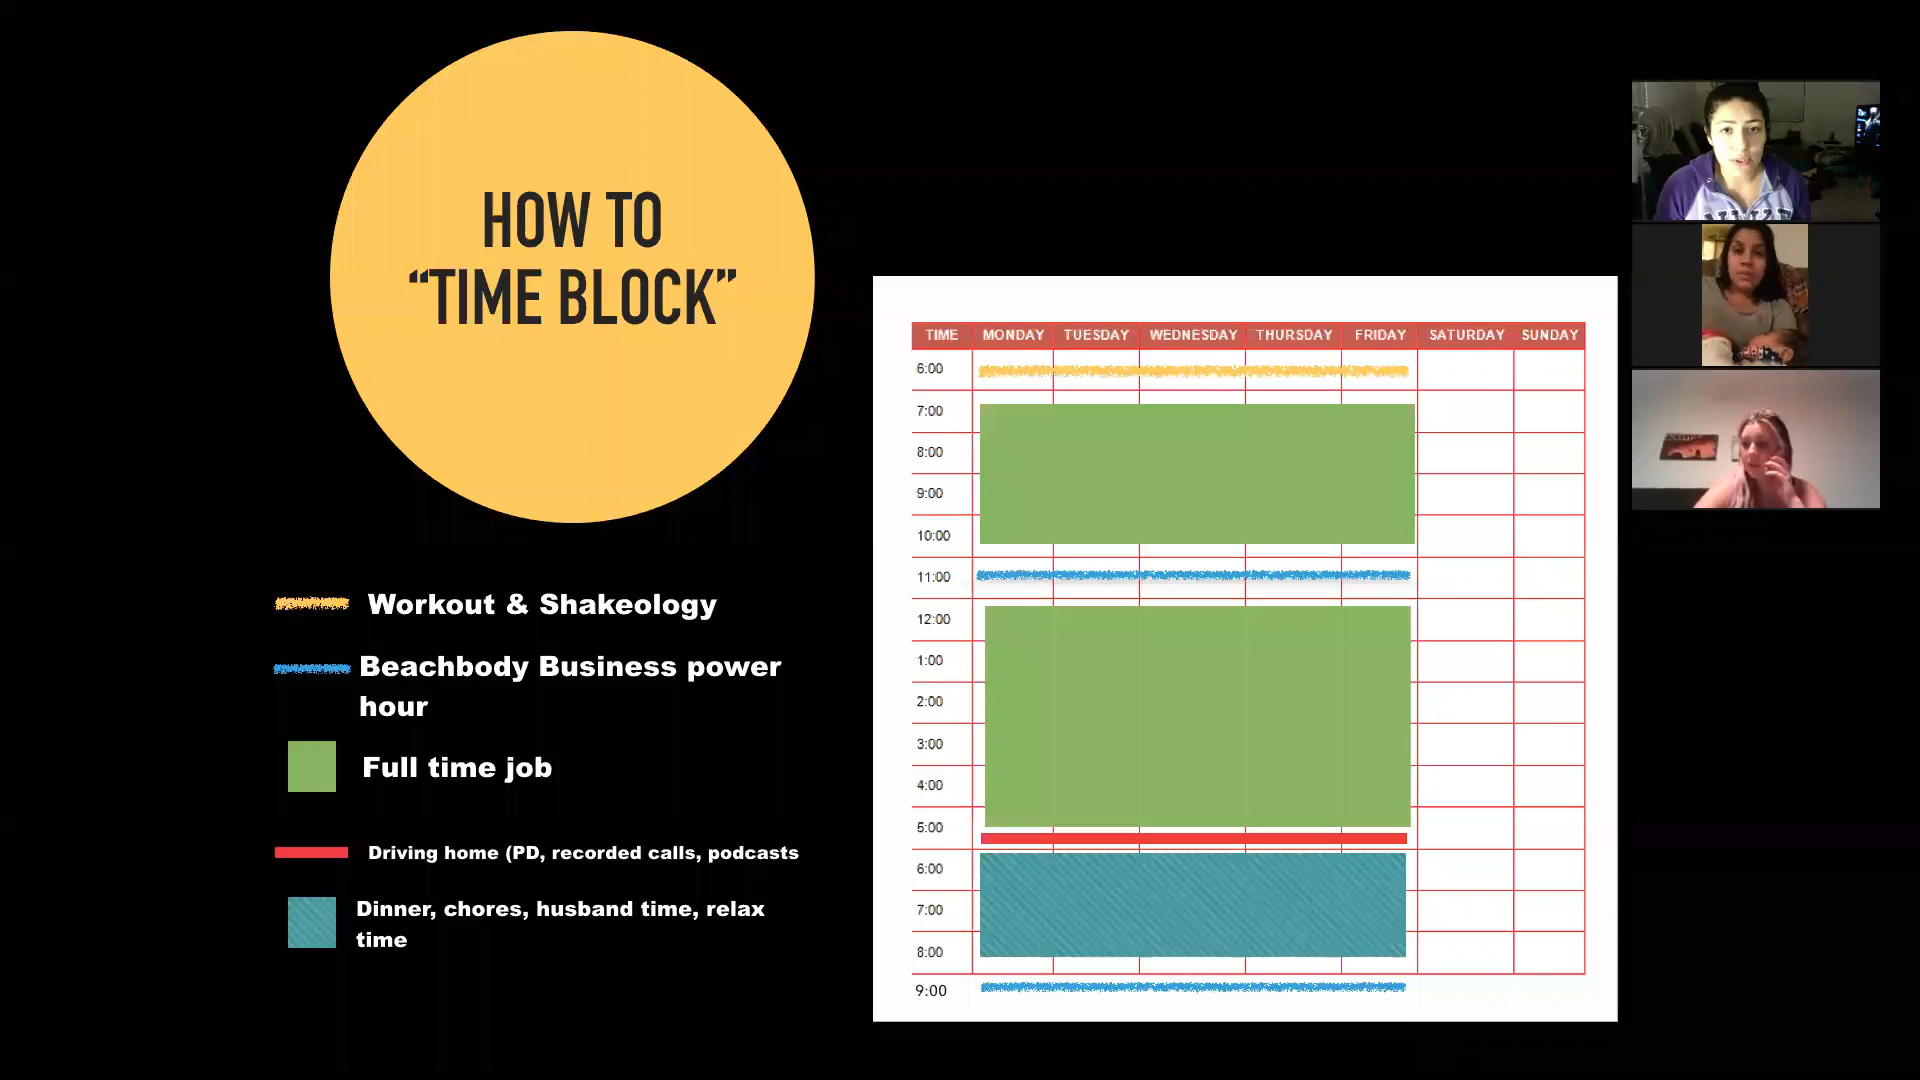 HOW TO
“TIME BLOCK”
Workout & Shakeology
Beachbody Business power
hour
Full time job
Driving home (PD, recorded calls, podcasts
Dinner, chores, husband time, relax
time
TIME MONDAY TUESDAY WEDNESDAY THURSDAY FRIDAY SATURDAY SUNDAY
6:00
7:00
8:00
9:00
10:00
11:00
12:00
1:00
2:00
3:00
4:00
5:00
6:00
7:00
8:00
9:00